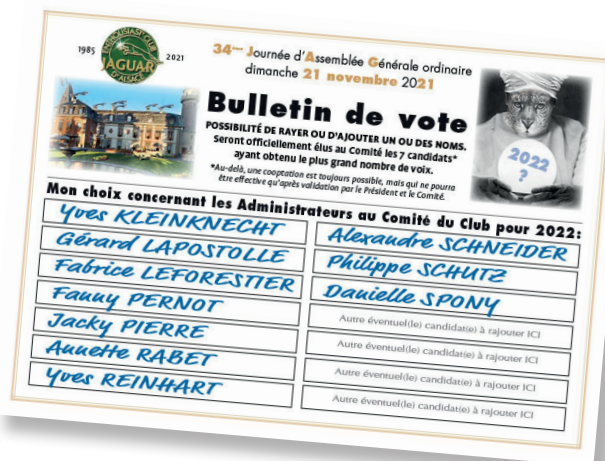 1985
ENTHOUSIAST CLUB
JAGUAR
D'ALSACE
2021
34ème Journée d'Assemblée Générale ordinaire
dimanche 21 novembre 2021
Bulletin de vote
POSSIBILITÉ DE RAYER OU D'AJOUTER UN OU DES NOMS.
Seront officiellement élus au Comité les 7 candidats*
ayant obtenu le plus grand nombre de voix.
*Au-delà, une cooptation est toujours possible, mais qui ne pourra
être effective qu'après validation par le Président et le Comité.
2022
?
Mon choix concernant les Administrateurs au Comité du Club pour 2022:
Yves KLEINKNECHT
Gérard LAPOSTOLLE
Fabrice LEFORESTIER
Fanny PERNOT
Jacky PIERRE
Annette RABET
Yves REINHART
Alexandre SCHNEIDER
Philippe SCHUTZ
Danielle SPONY
Autre éventuel(le) candidat(e) à rajouter ICI
Autre éventuel(le) candidat(e) à rajouter ICI
Autre éventuel(le) candidat(e) à rajouter ICI
Autre éventuel(le) candidat(e) à rajouter ICI